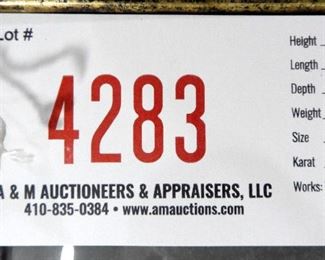 Lot #
4283
A & M AUCTIONEERS & APPRAISERS, LLC
410-835-0384 • www.amauctions.com
Height
Length
Depth
Weight
Size
Karat
Works: